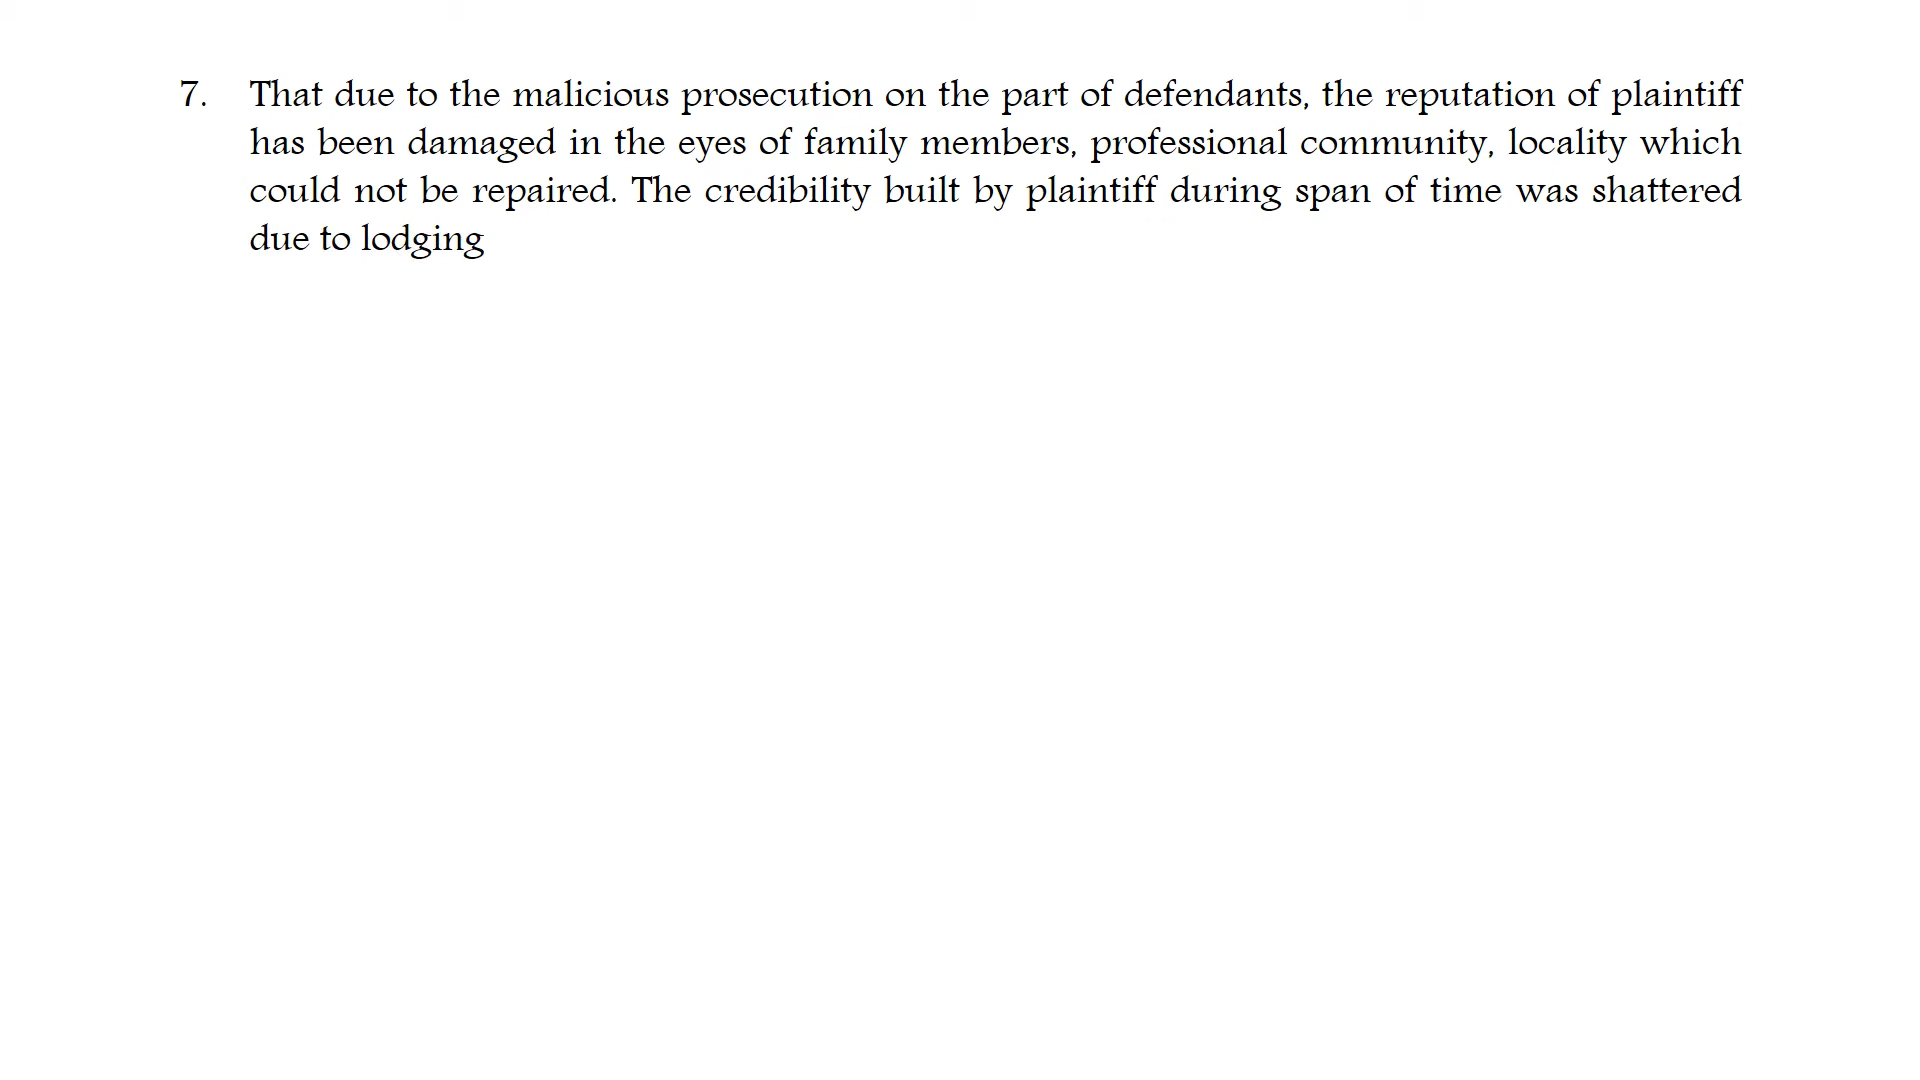 7. That due to the malicious prosecution on the part of defendants, the reputation of plaintiff
has been damaged in the eyes of family members, professional community, locality which
could not be repaired. The credibility built by plaintiff during span of time was shattered
due to lodging